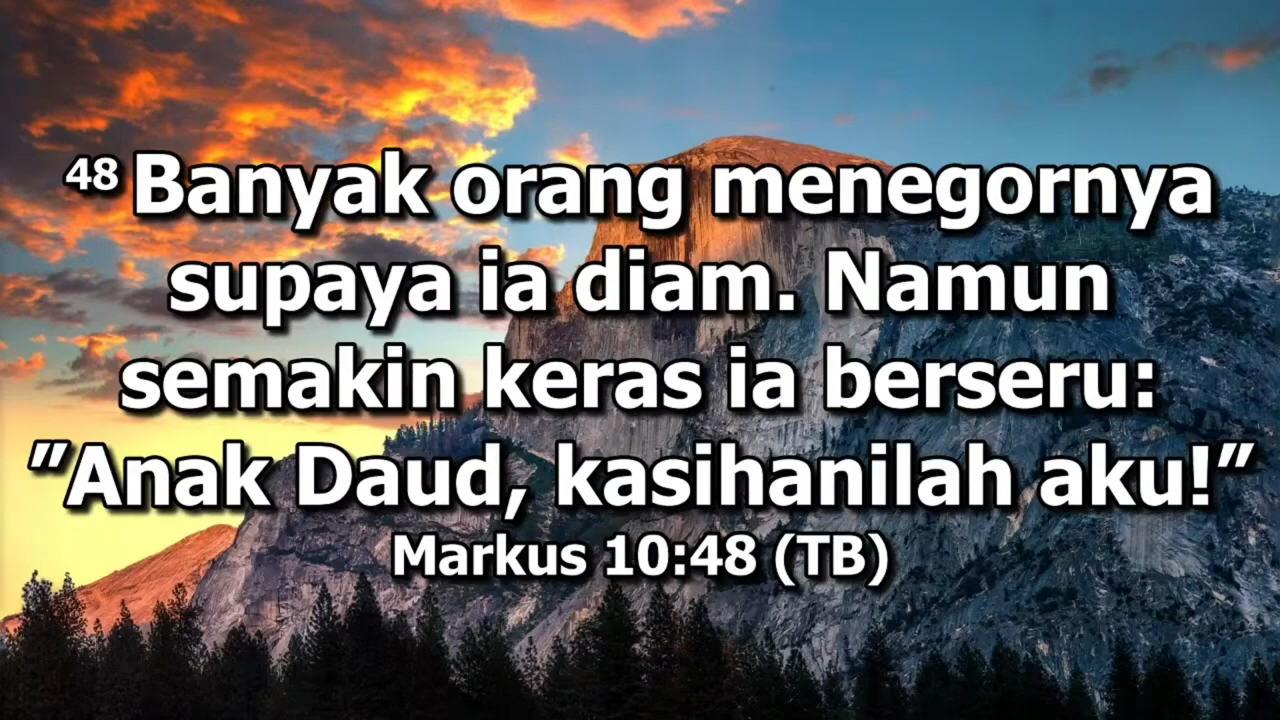 48 Banyak orang menegornya
supaya ia diam. Namun
semakin keras ia berseru:
”Anak Daud, kasihanilah aku!”
Markus 10:48 (TB)